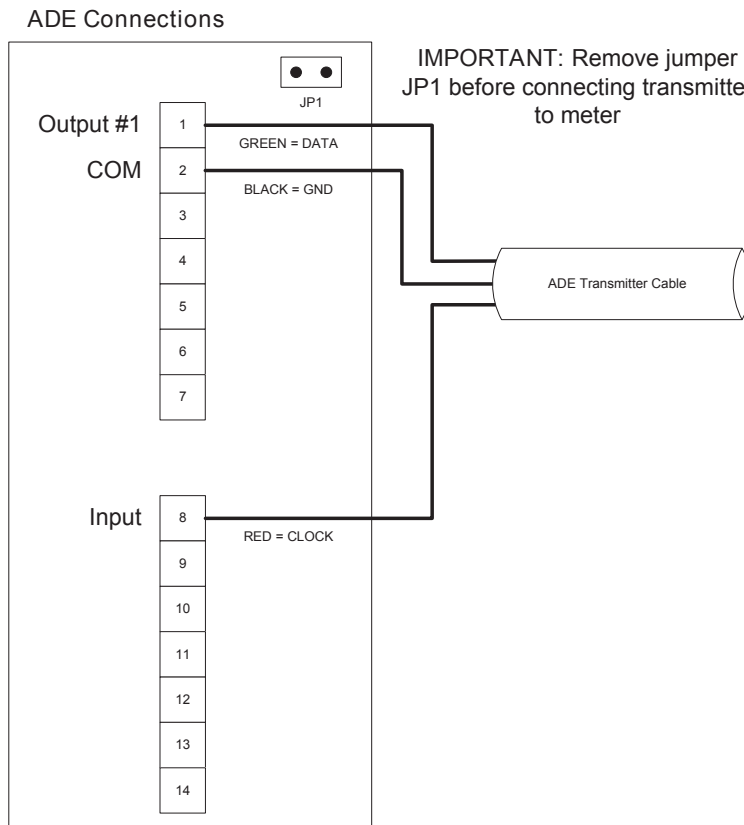 ADE Connections
IMPORTANT: Remove jumper
JP1 before connecting transmitte
to meter
JP1
Output #1
1
GREEN = DATA
COM
2
BLACK = GND
3
4
ADE Transmitter Cable
5
6
7
Input
8
RED = CLOCK
9
10
11
12
13
14